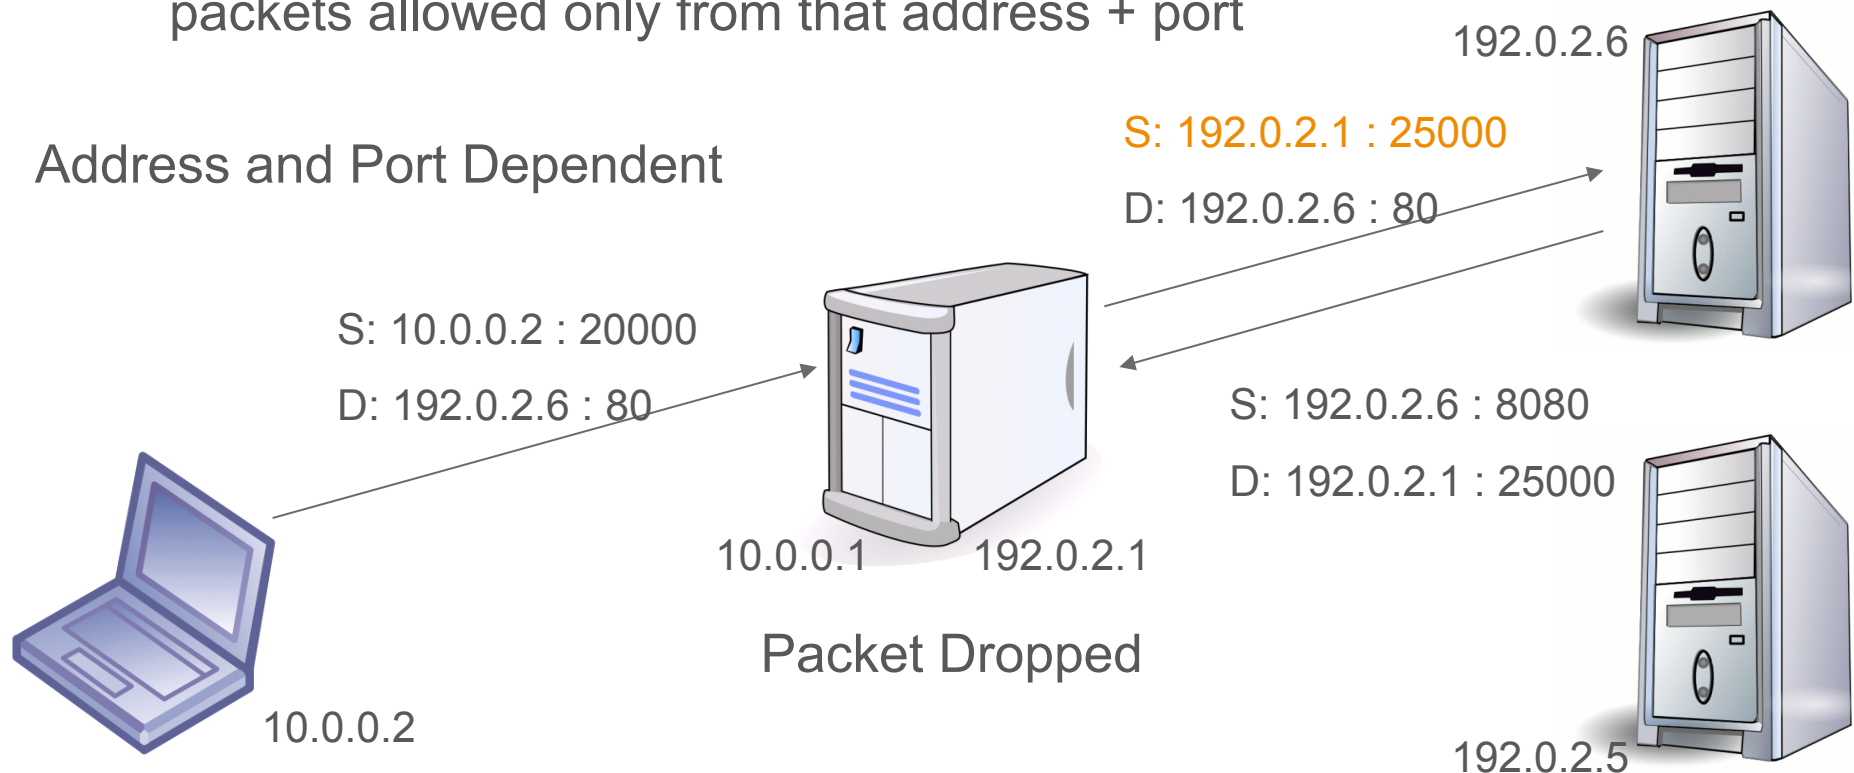 packets allowed only from that address + port
192.0.2.6
S: 192.0.2.1 : 25000
Address and Port Dependent
D: 192.0.2.6 : 80
S: 10.0.0.2 : 20000
D: 192.0.2.6 : 80
S: 192.0.2.6 : 8080
D: 192.0.2.1 : 25000
10.0.0.1
192.0.2.1
Packet Dropped
10.0.0.2
192.0.2.5